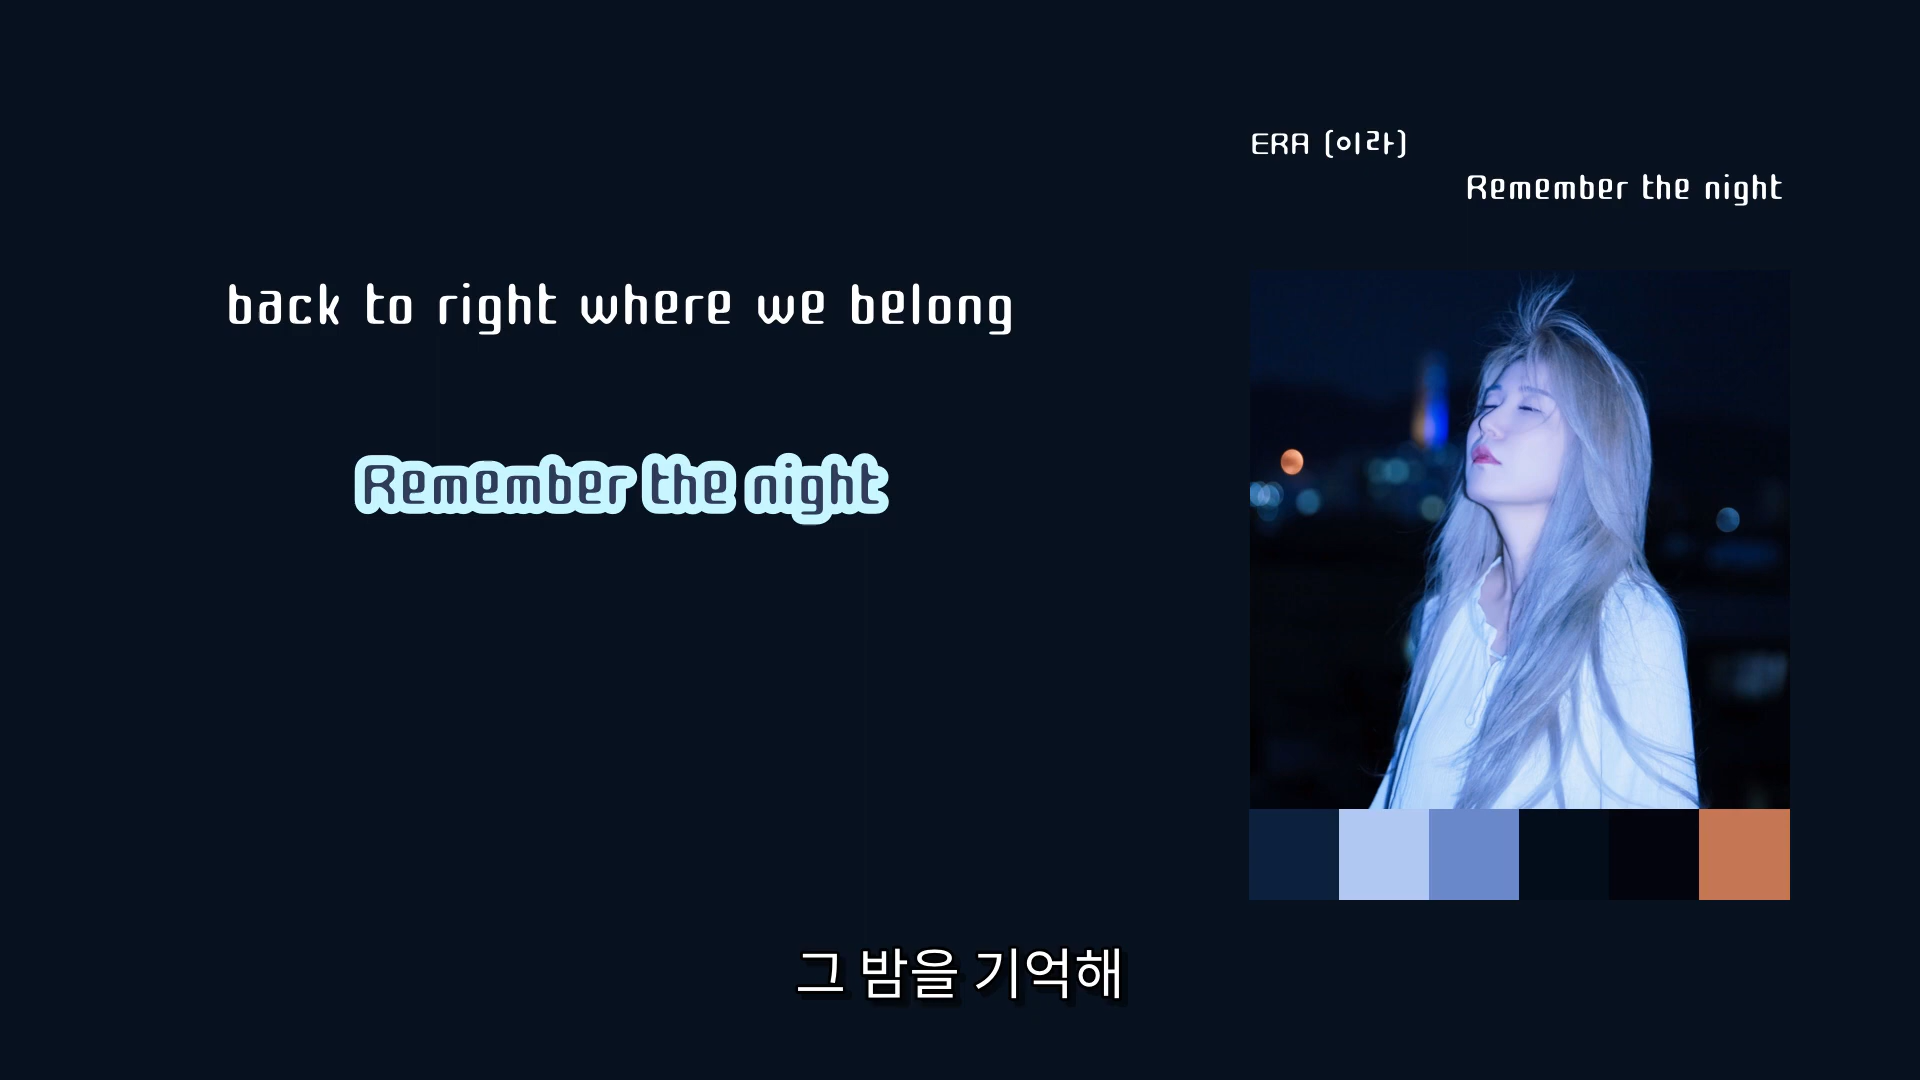 ERA (이라)
Remember the night
back to right where we belong
Remember the night
그 밤을 기억해